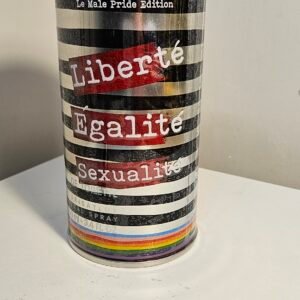 Le Male Pride Edition
Liberté
Égalité
Sexualité
SPRAY